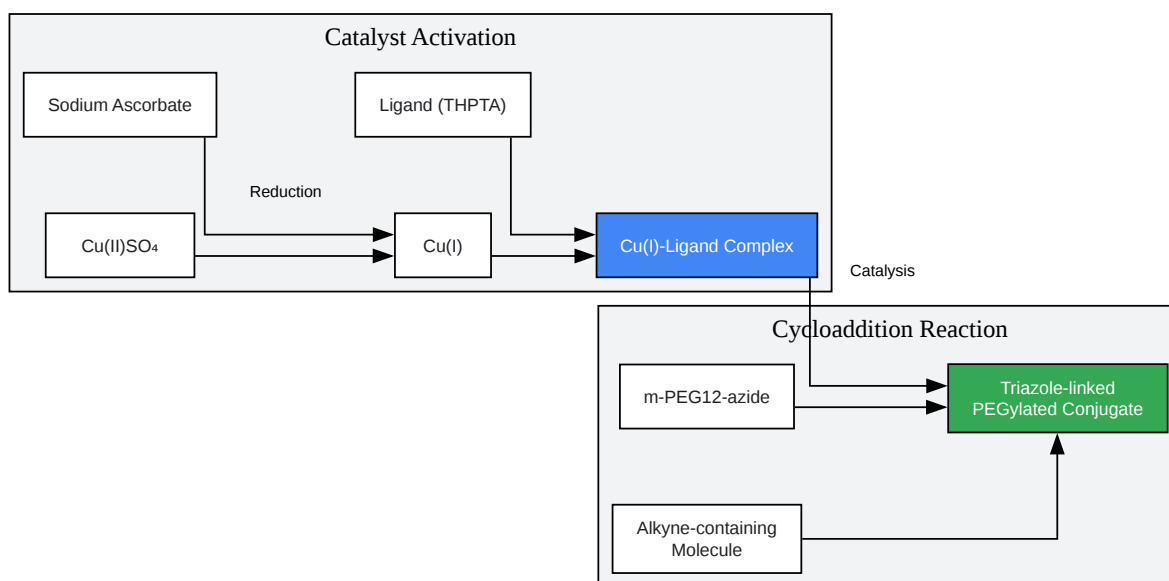 Catalyst Activation
Sodium Ascorbate
Ligand (THPTA)
Reduction
Cu(II)SO₄
Cu(I)
Cu(I)-Ligand Complex
Catalysis
Cycloaddition Reaction
m-PEG12-azide
Triazole-linked
PEGylated Conjugate
Alkyne-containing
Molecule